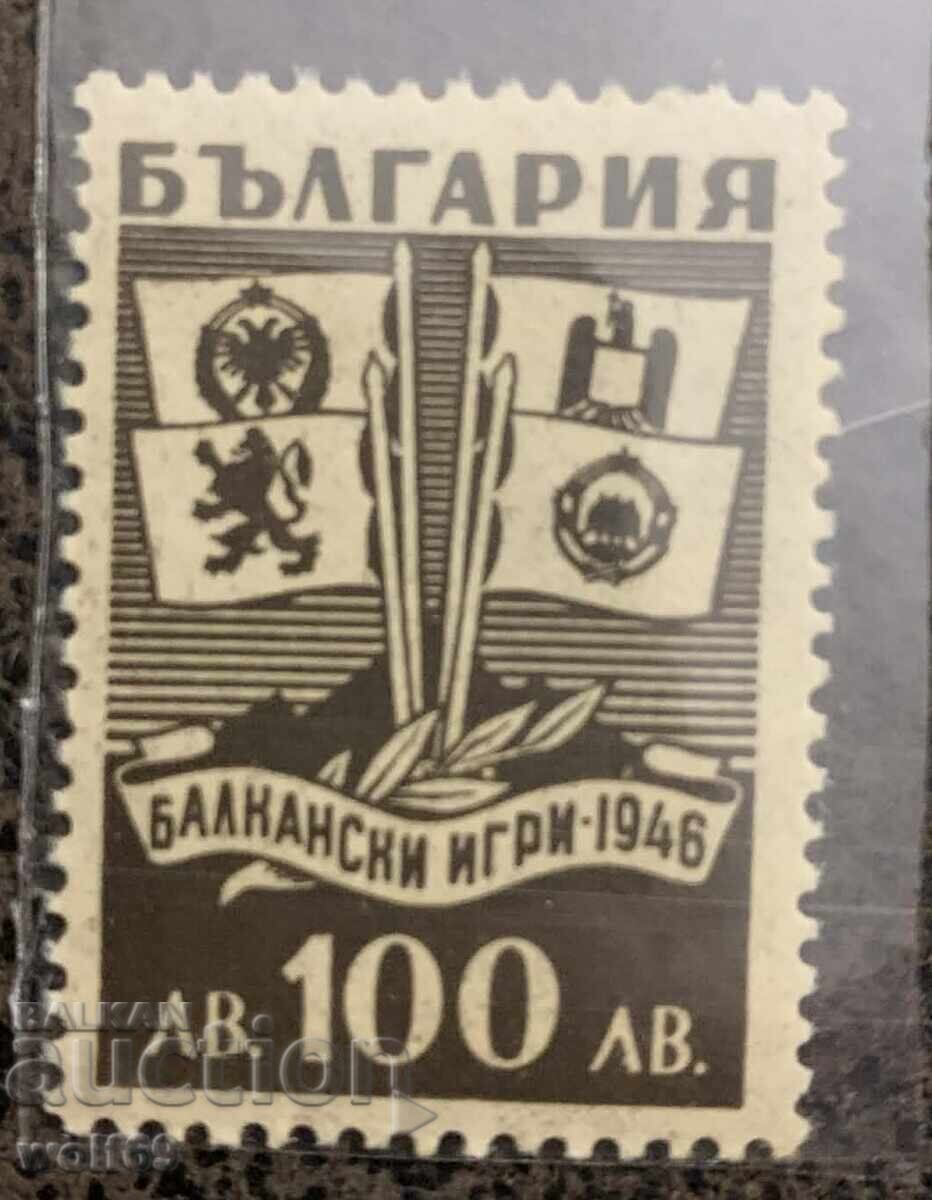 БЪЛГАРИЯ
БАЛКАНСКИ ИГРИ-1946
ЛВ. 100 ЛВ.
BALKAN
auction
wolf69